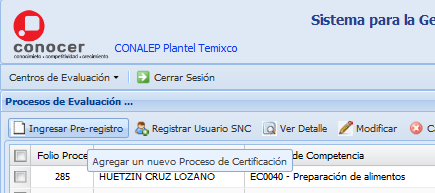 Sistema para la Ge
conocer
conocimiento • competitividad • crecimiento
CONALEP Plantel Temixco
Centros de Evaluación
Cerrar Sesión
Procesos de Evaluación ...
Ingresar Pre-registro Registrar Usuario SNC Ver Detalle Modificar C
Folio Proce de Competencia
Agregar un nuevo Proceso de Certificación
285 HUETZIN CRUZ LOZANO EC0040 - Preparación de alimentos